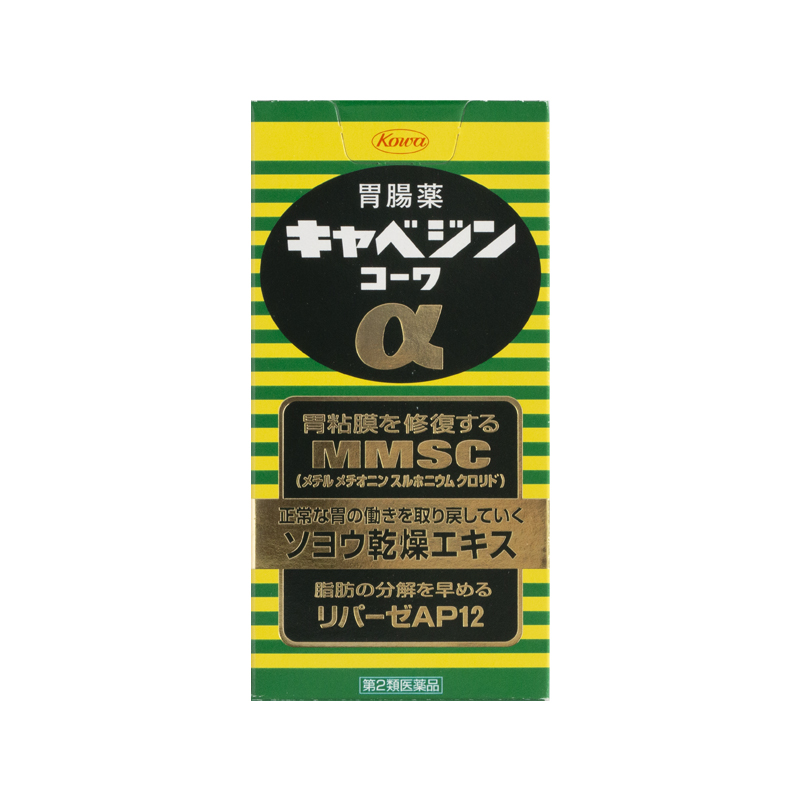 Kowa
胃腸薬
キャベジン
コーワ
α
胃粘膜を修復する
MMSC
(メチル メチオニン スルホニウム クロリド)
正常な胃の働きを取り戻していく
ソヨウ乾燥エキス
脂肪の分解を早める
リパーゼAP12
第2類医薬品